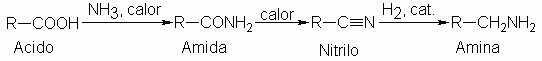 R—COOH NH₃, calor R—CONH₂ calor R—C≡N H₂, cat. R—CH₂NH₂
Acido Amida Nitrilo Amina